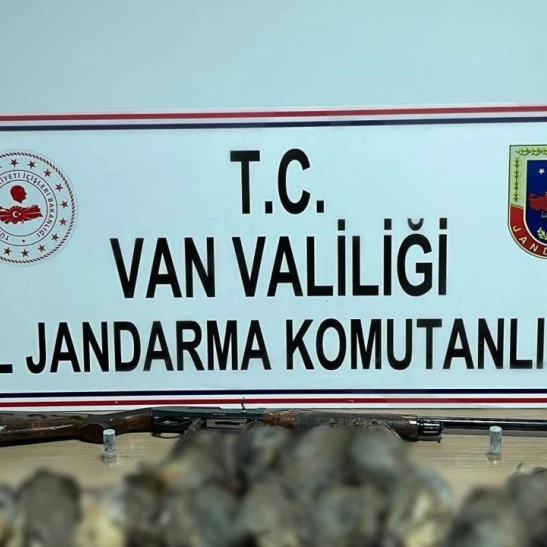 T.C.
VAN VALİLİĞİ
L JANDARMA KOMUTANLI